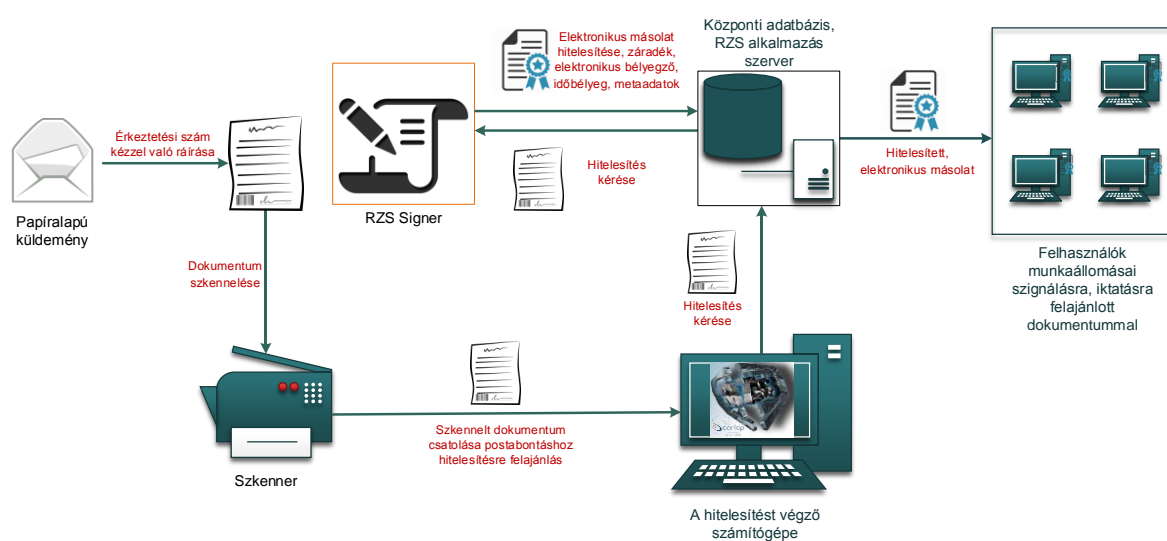 Papíralapú
küldemény
Érkeztetési szám
kézzel való ráírása
Dokumentum
szkennelése
Szkenner
Szkennelt dokumentum
csatolása postabontáshoz
hitelesítésre felajánlás
A hitelesítést végző
számítógépe
Hitelesítés
kérése
Központi adatbázis,
RZS alkalmazás
szerver
Hitelesítés
kérése
RZS Signer
Elektronikus másolat
hitelesítése, záradék,
elektronikus bélyegző,
időbélyeg, metaadatok
Hitelesített,
elektronikus másolat
Felhasználók
munkaállomásai
szignálásra, iktatásra
felajánlott
dokumentummal